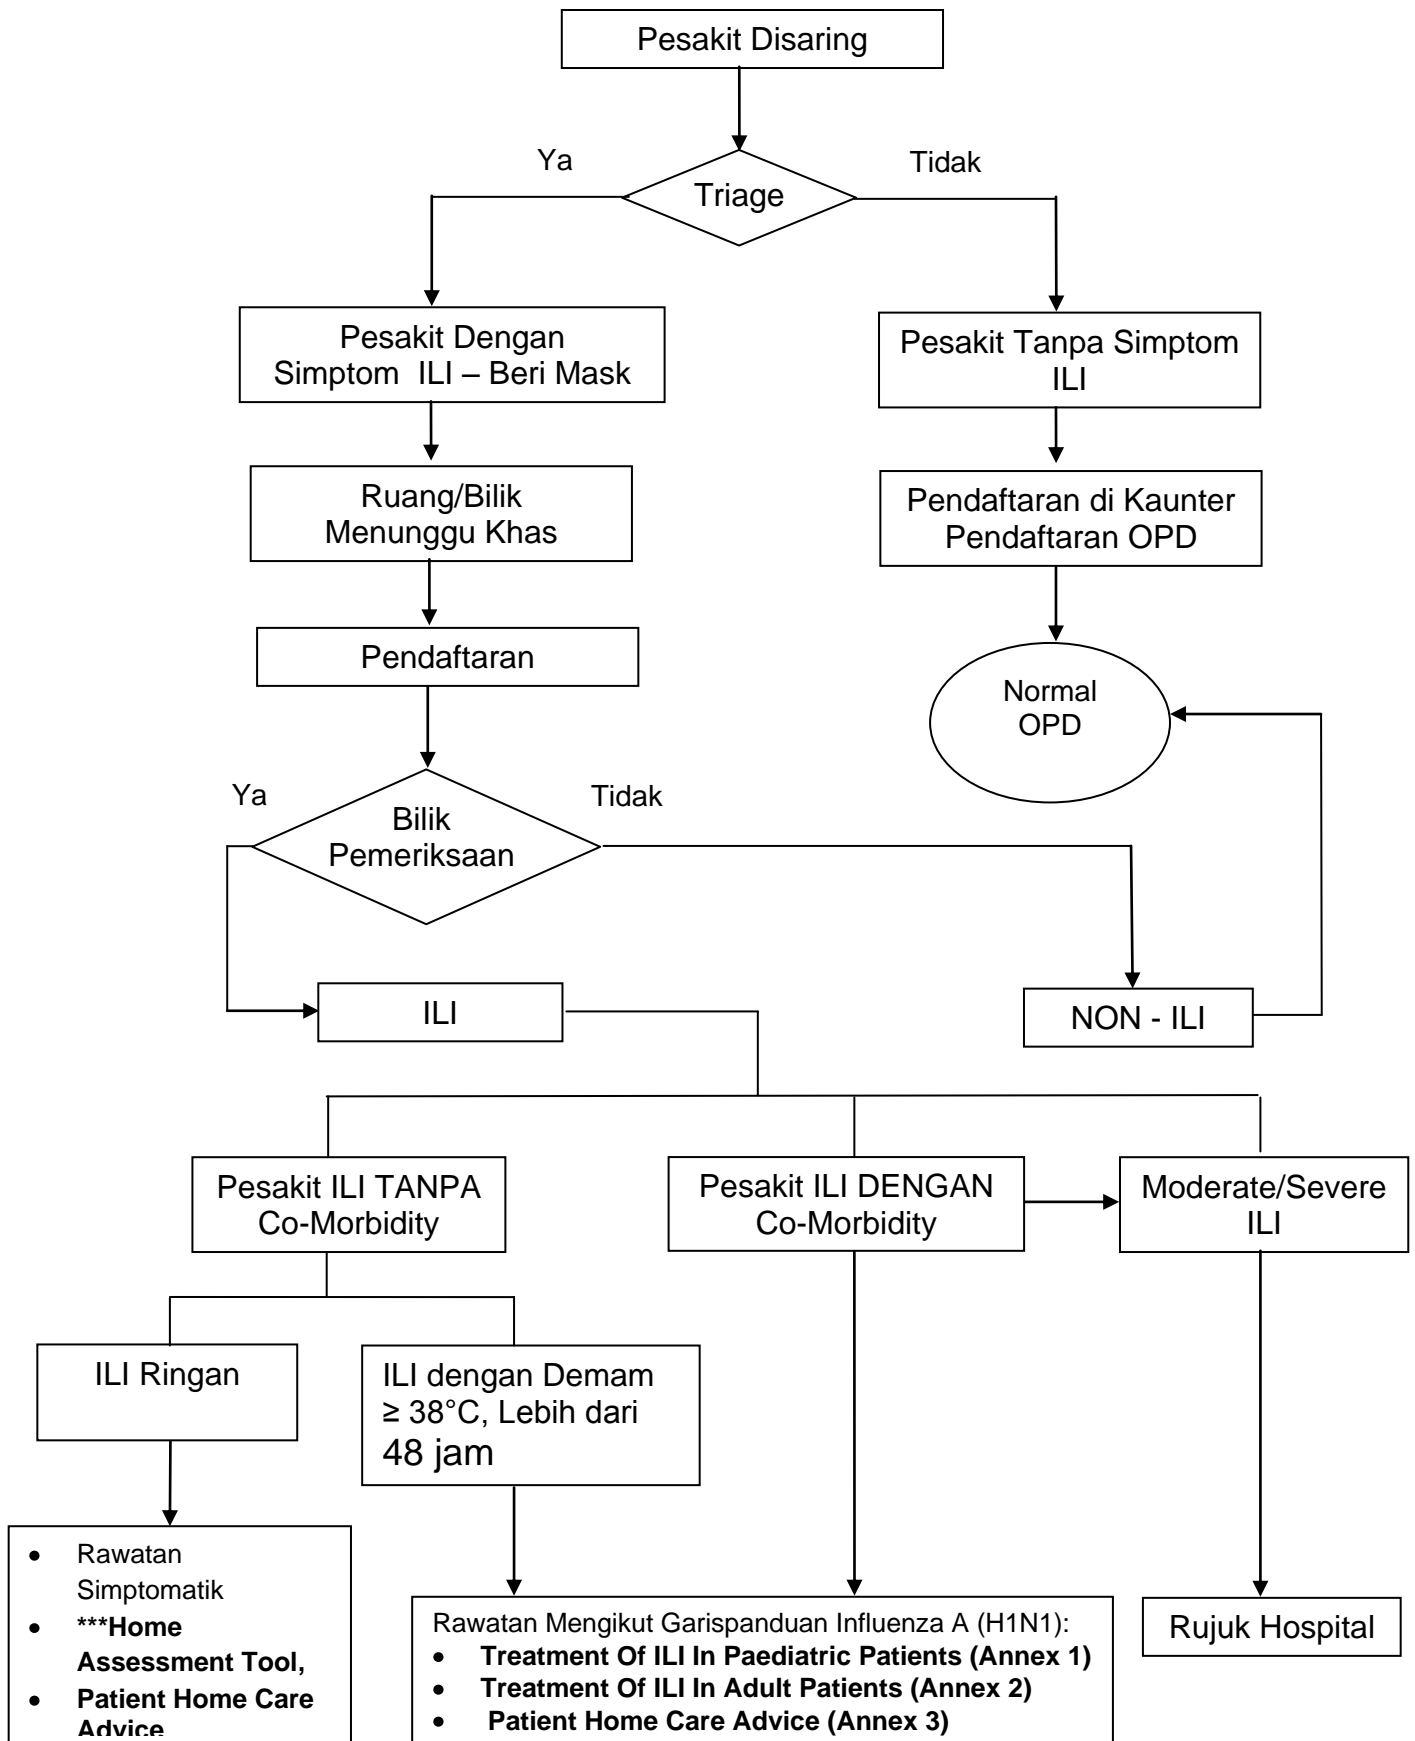 Pesakit Disaring
Ya
Tidak
Triage
Pesakit Dengan
Simptom ILI – Beri Mask
Pesakit Tanpa Simptom
ILI
Ruang/Bilik
Menunggu Khas
Pendaftaran di Kaunter
Pendaftaran OPD
Pendaftaran
Normal
OPD
Ya
Tidak
Bilik
Pemeriksaan
ILI
NON - ILI
Pesakit ILI TANPA
Co-Morbidity
Pesakit ILI DENGAN
Co-Morbidity
Moderate/Severe
ILI
ILI Ringan
ILI dengan Demam
≥ 38°C, Lebih dari
48 jam
• Rawatan
Simptomatik
• ***Home
Assessment Tool,
• Patient Home Care
Advice
Rawatan Mengikut Garispanduan Influenza A (H1N1):
• Treatment Of ILI In Paediatric Patients (Annex 1)
• Treatment Of ILI In Adult Patients (Annex 2)
• Patient Home Care Advice (Annex 3)
Rujuk Hospital